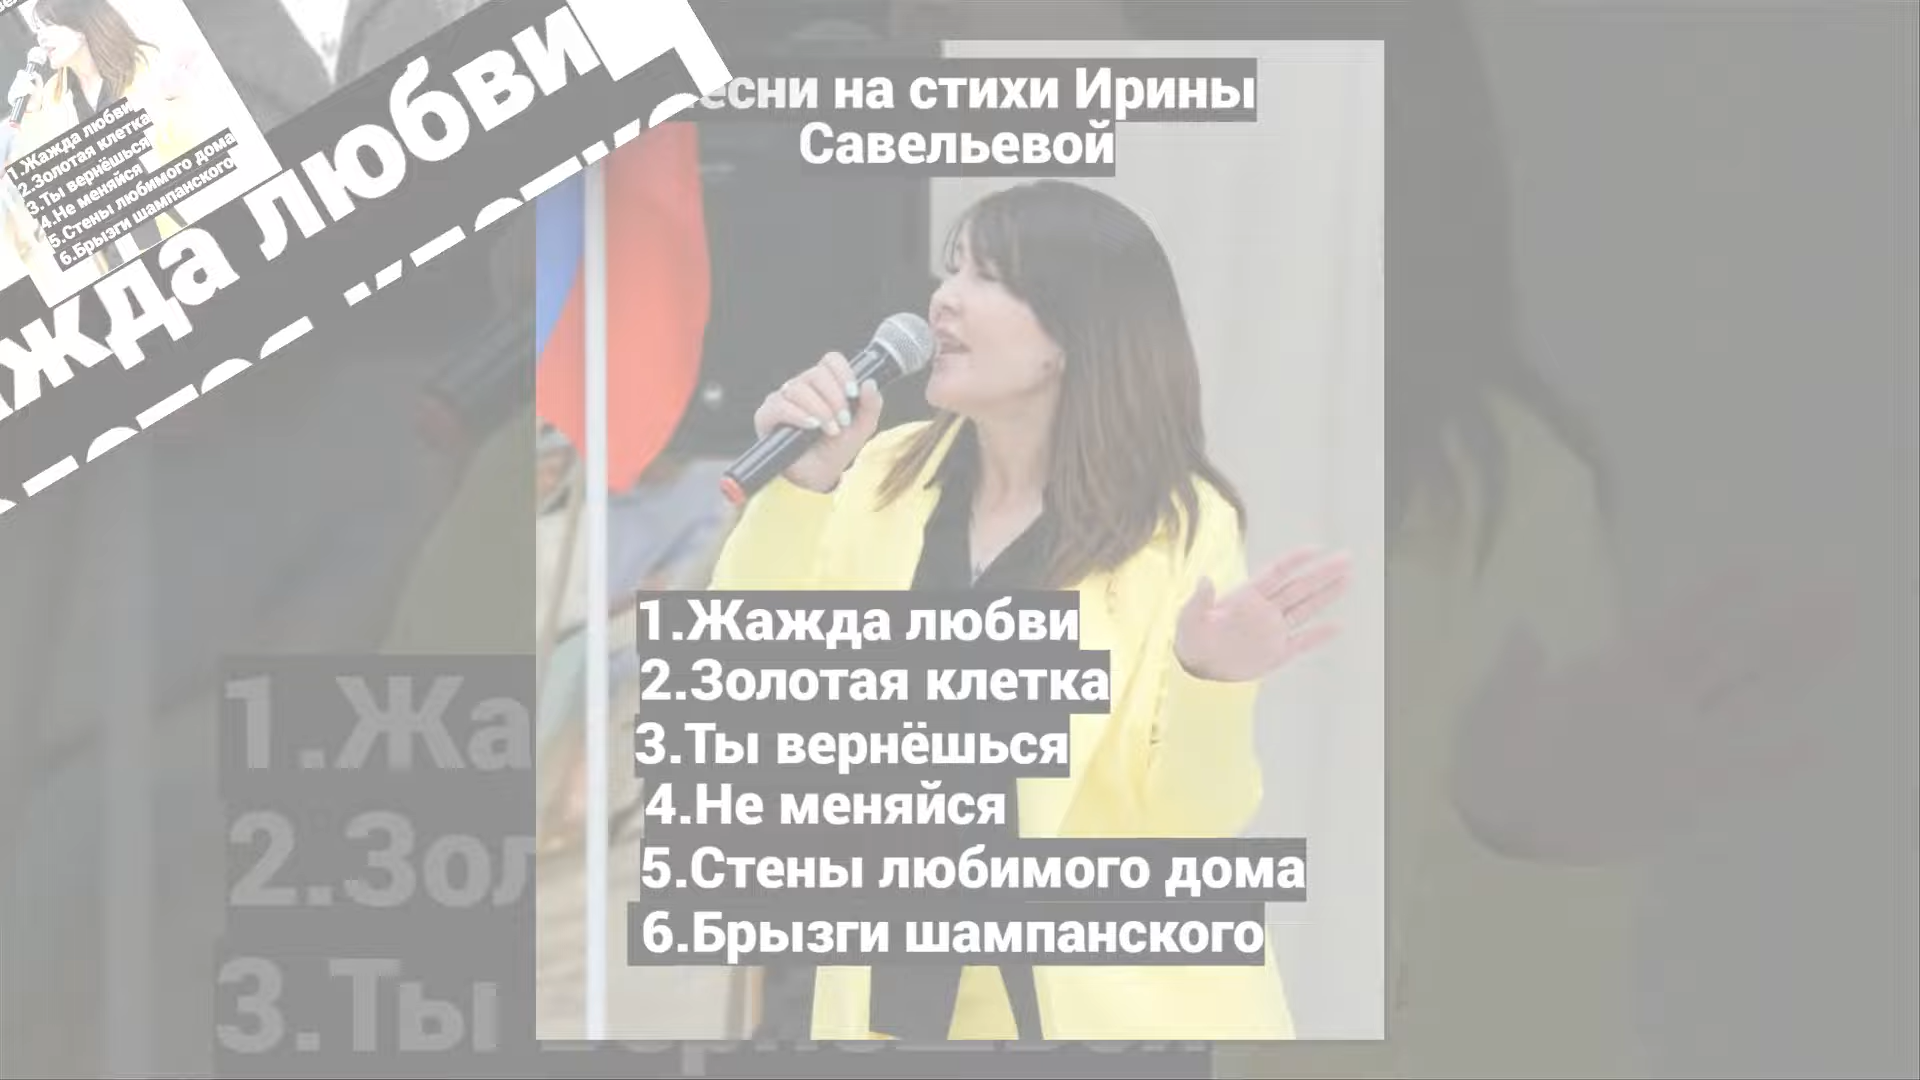 есни на стихи Ирины
Савельевой
1.Жажда любви
2.Золотая клетка
3.Ты вернёшься
4.Не меняйся
5.Стены любимого дома
6.Брызги шампанского
1.Жажда любви
2.Золотая клетка
3.Ты вернёшься
4.Не меняйся
5.Стены любимого дома
6.Брызги шампанского
ажда любви
1.Жа
2.Зол
3.Ты